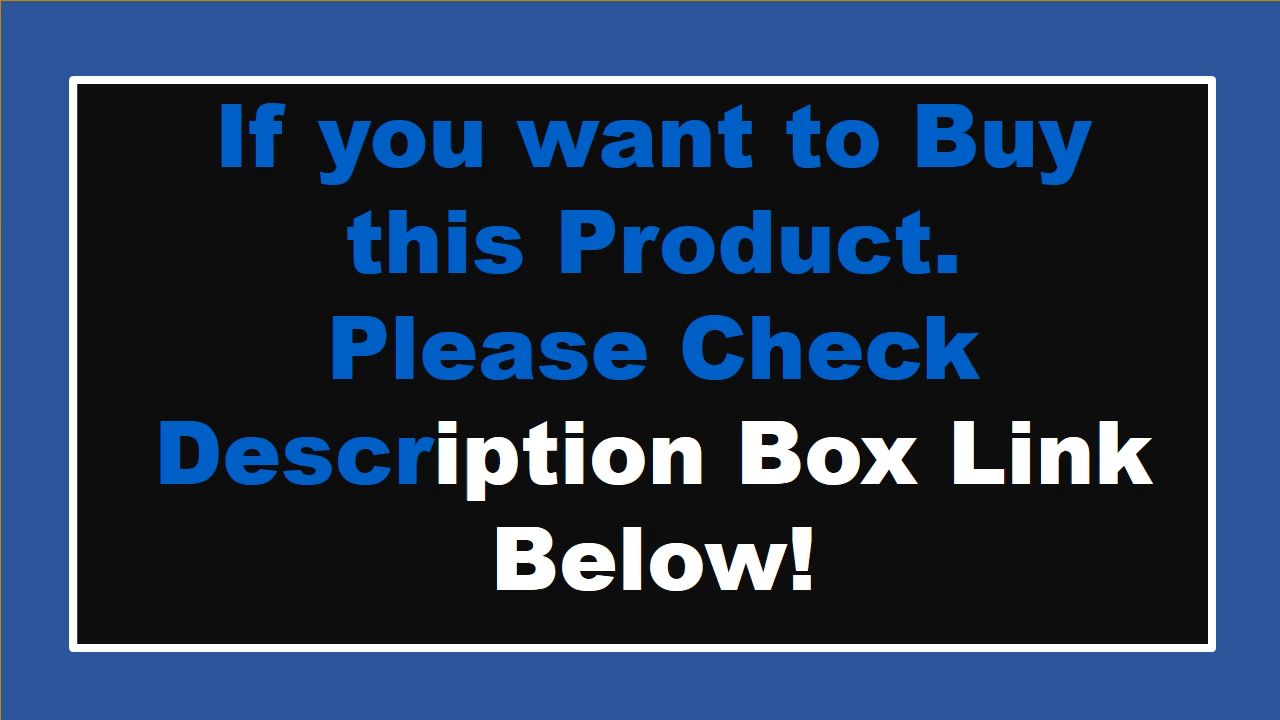 If you want to Buy
this Product.
Please Check
Description Box Link
Below!